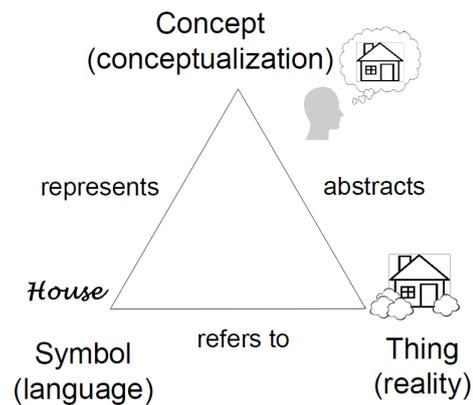 Concept
(conceptualization)
represents
abstracts
House
refers to
Symbol
(language)
Thing
(reality)